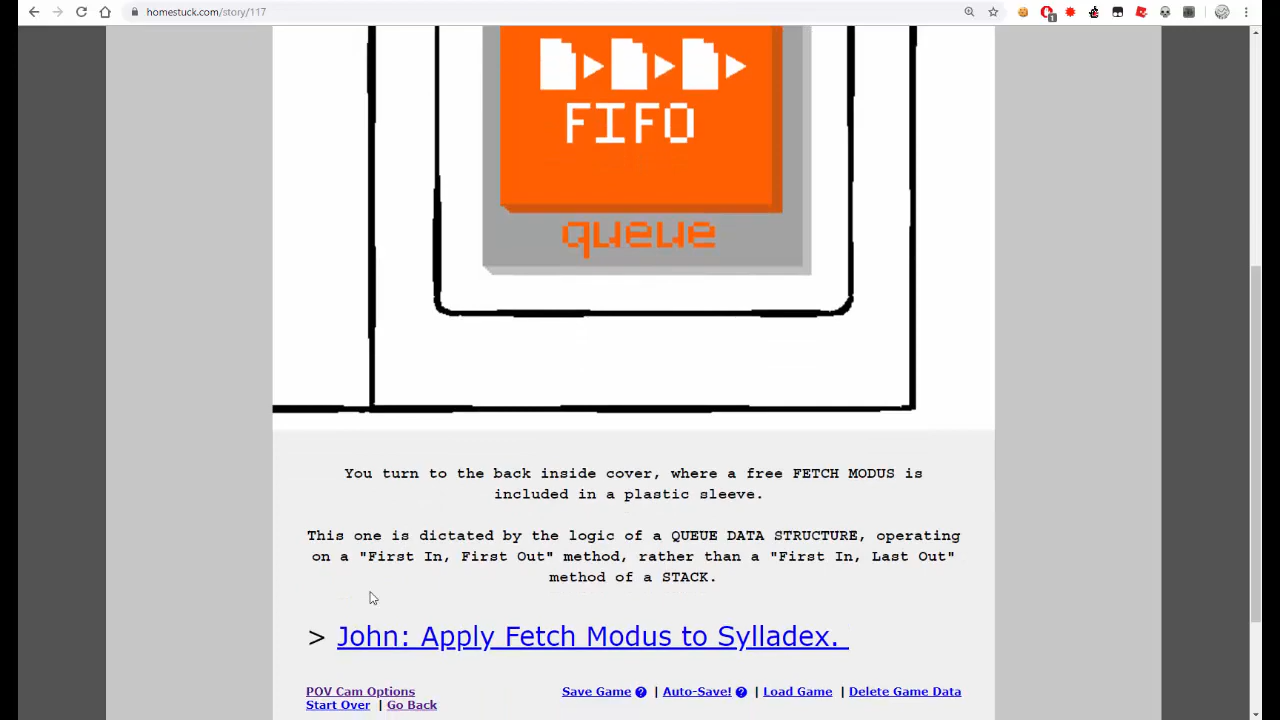 homestuck.com/story/117
1
FIFO
queue
You turn to the back inside cover, where a free FETCH MODUS is
included in a plastic sleeve.
This one is dictated by the logic of a QUEUE DATA STRUCTURE, operating
on a "First In, First Out" method, rather than a "First In, Last Out"
method of a STACK.
> John: Apply Fetch Modus to Sylladex.
POV Cam Options
Save Game ? | Auto-Save! ? | Load Game | Delete Game Data
Start Over | Go Back